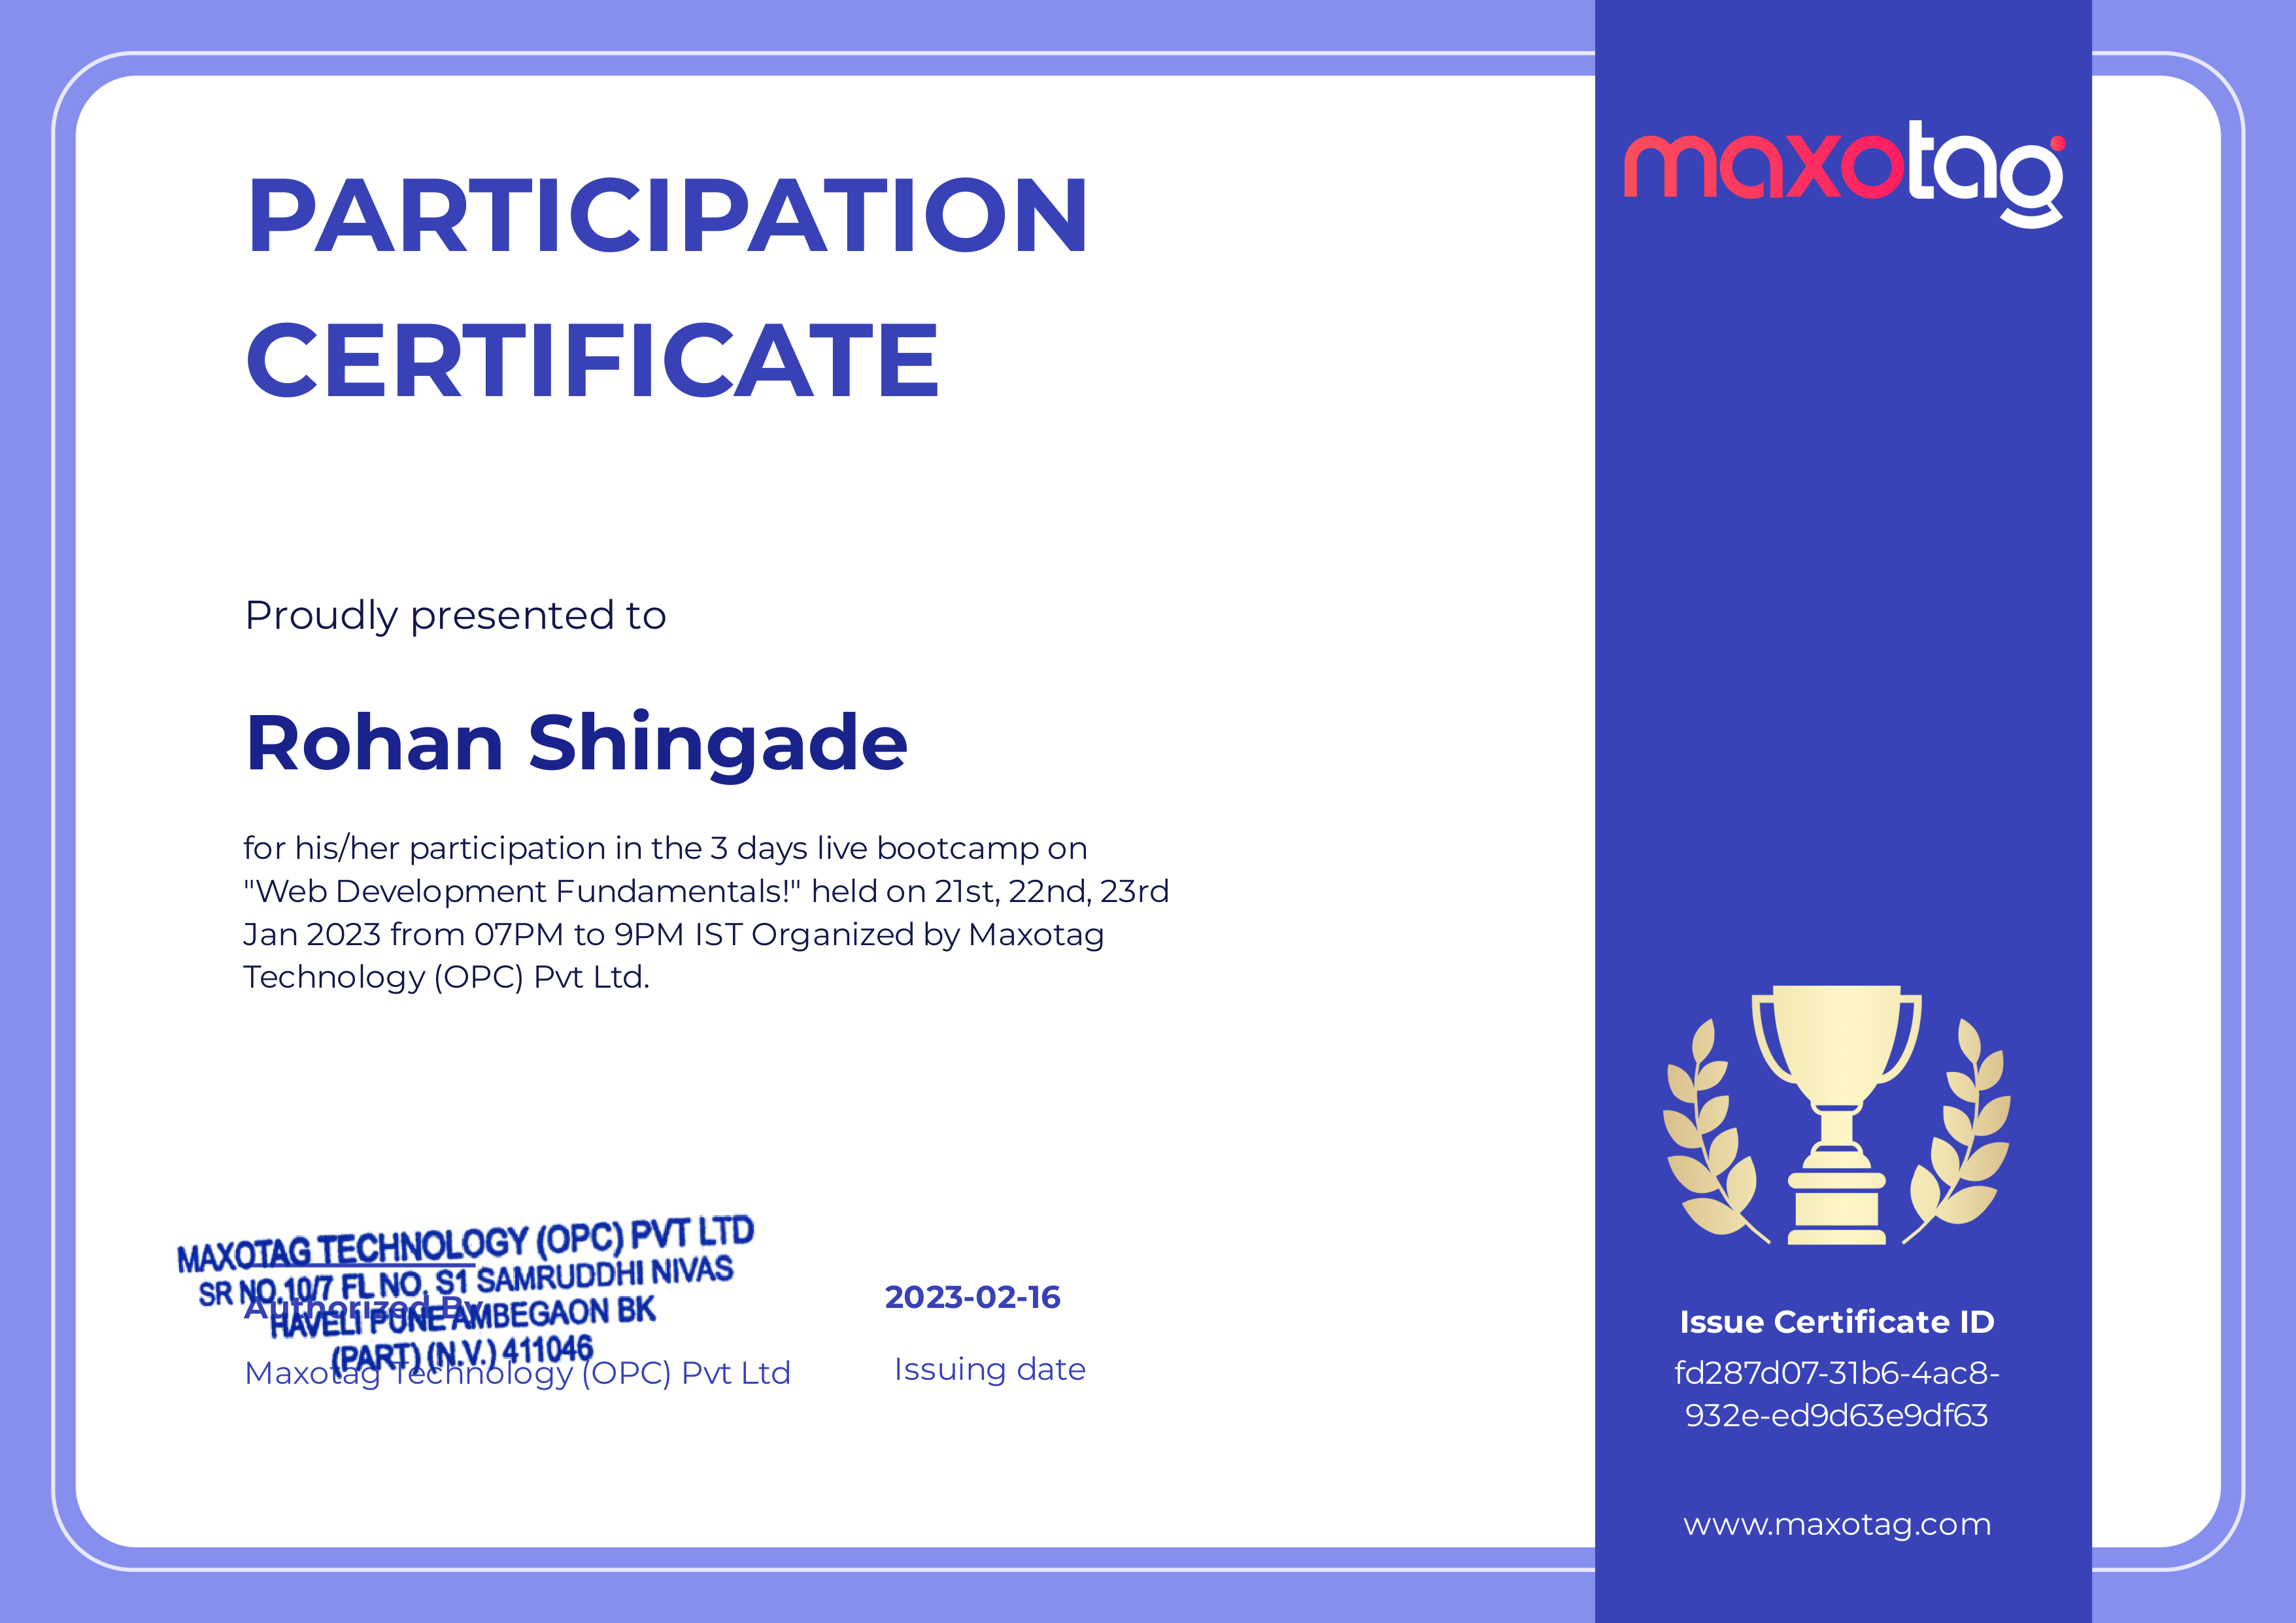 PARTICIPATION
CERTIFICATE
maxotag
Proudly presented to
Rohan Shingade
for his/her participation in the 3 days live bootcamp on
"Web Development Fundamentals!" held on 21st, 22nd, 23rd
Jan 2023 from 07PM to 9PM IST Organized by Maxotag
Technology (OPC) Pvt Ltd.
MAXOTAG TECHNOLOGY (OPC) PVT LTD
SR NO.10/7 FL NO. S1 SAMRUDDHI NIVAS
HAVELI PUNE AMBEGAON BK
(PART) (N.V.) 411046
Authorized By
Maxotag Technology (OPC) Pvt Ltd
2023-02-16
Issuing date
Issue Certificate ID
fd287d07-31b6-4ac8-
932e-ed9d63e9df63
www.maxotag.com